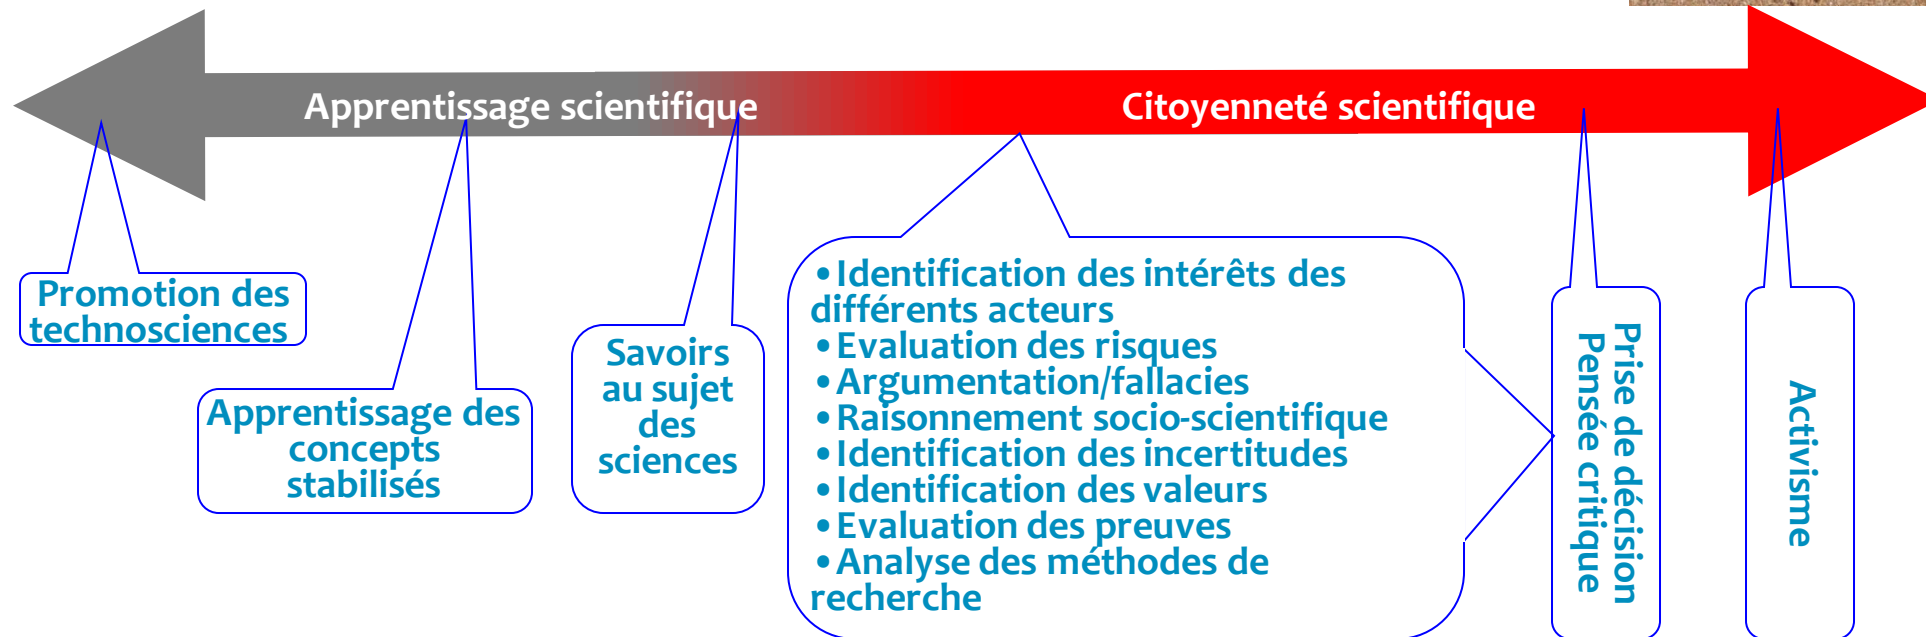 Apprentissage scientifique
Citoyenneté scientifique
Promotion des
technosciences
Apprentissage des
concepts
stabilisés
Savoirs
au sujet
des
sciences
•Identification des intérêts des
différents acteurs
•Evaluation des risques
•Argumentation/fallacies
•Raisonnement socio-scientifique
•Identification des incertitudes
•Identification des valeurs
•Evaluation des preuves
•Analyse des méthodes de
recherche
Prise de décision
Pensée critique
Activisme